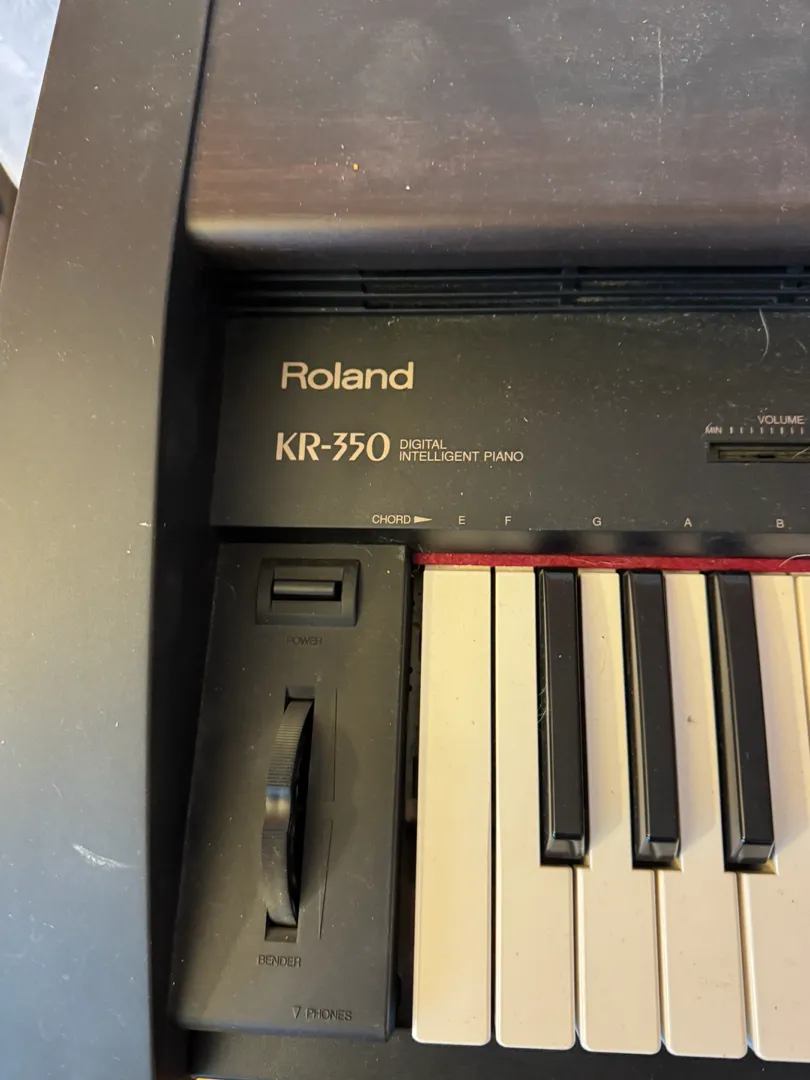 Roland
KR-350 DIGITAL
INTELLIGENT PIANO
VOLUME
MIN
CHORD E F G A B
POWER
BENDER
PHONES